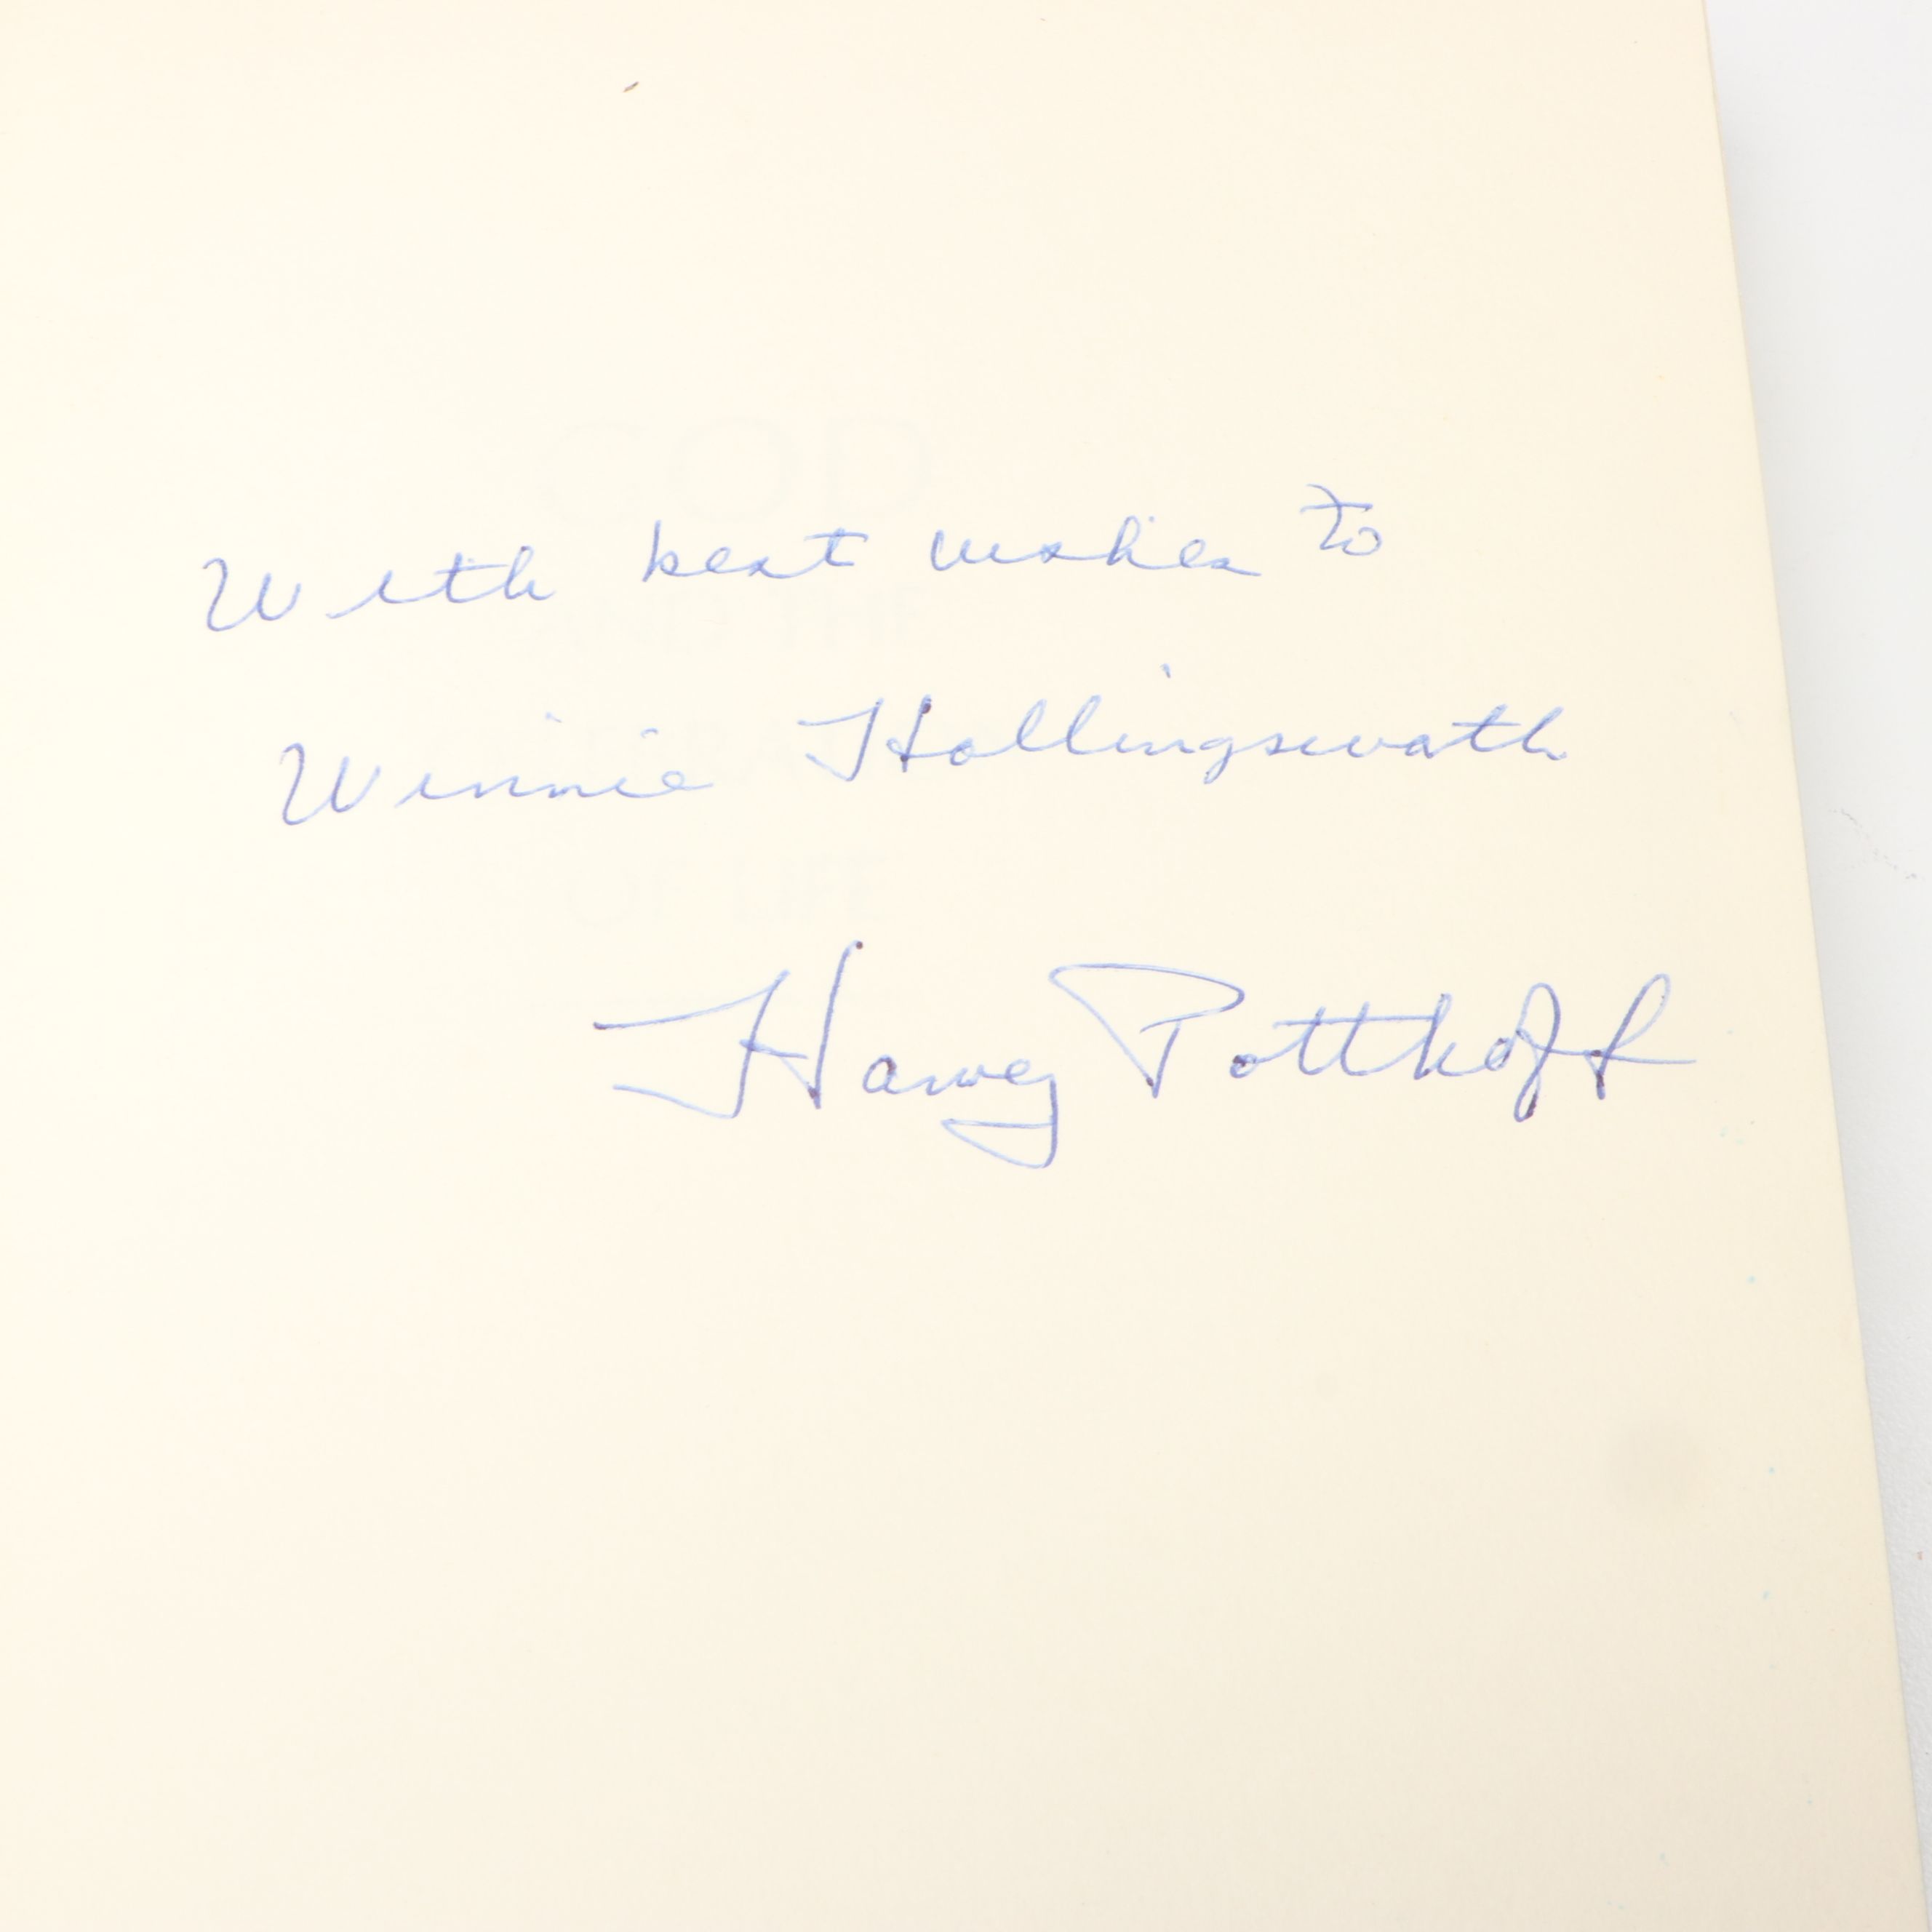 With best wishes to
Winnie Hollingsworth
Harvey Potthoff